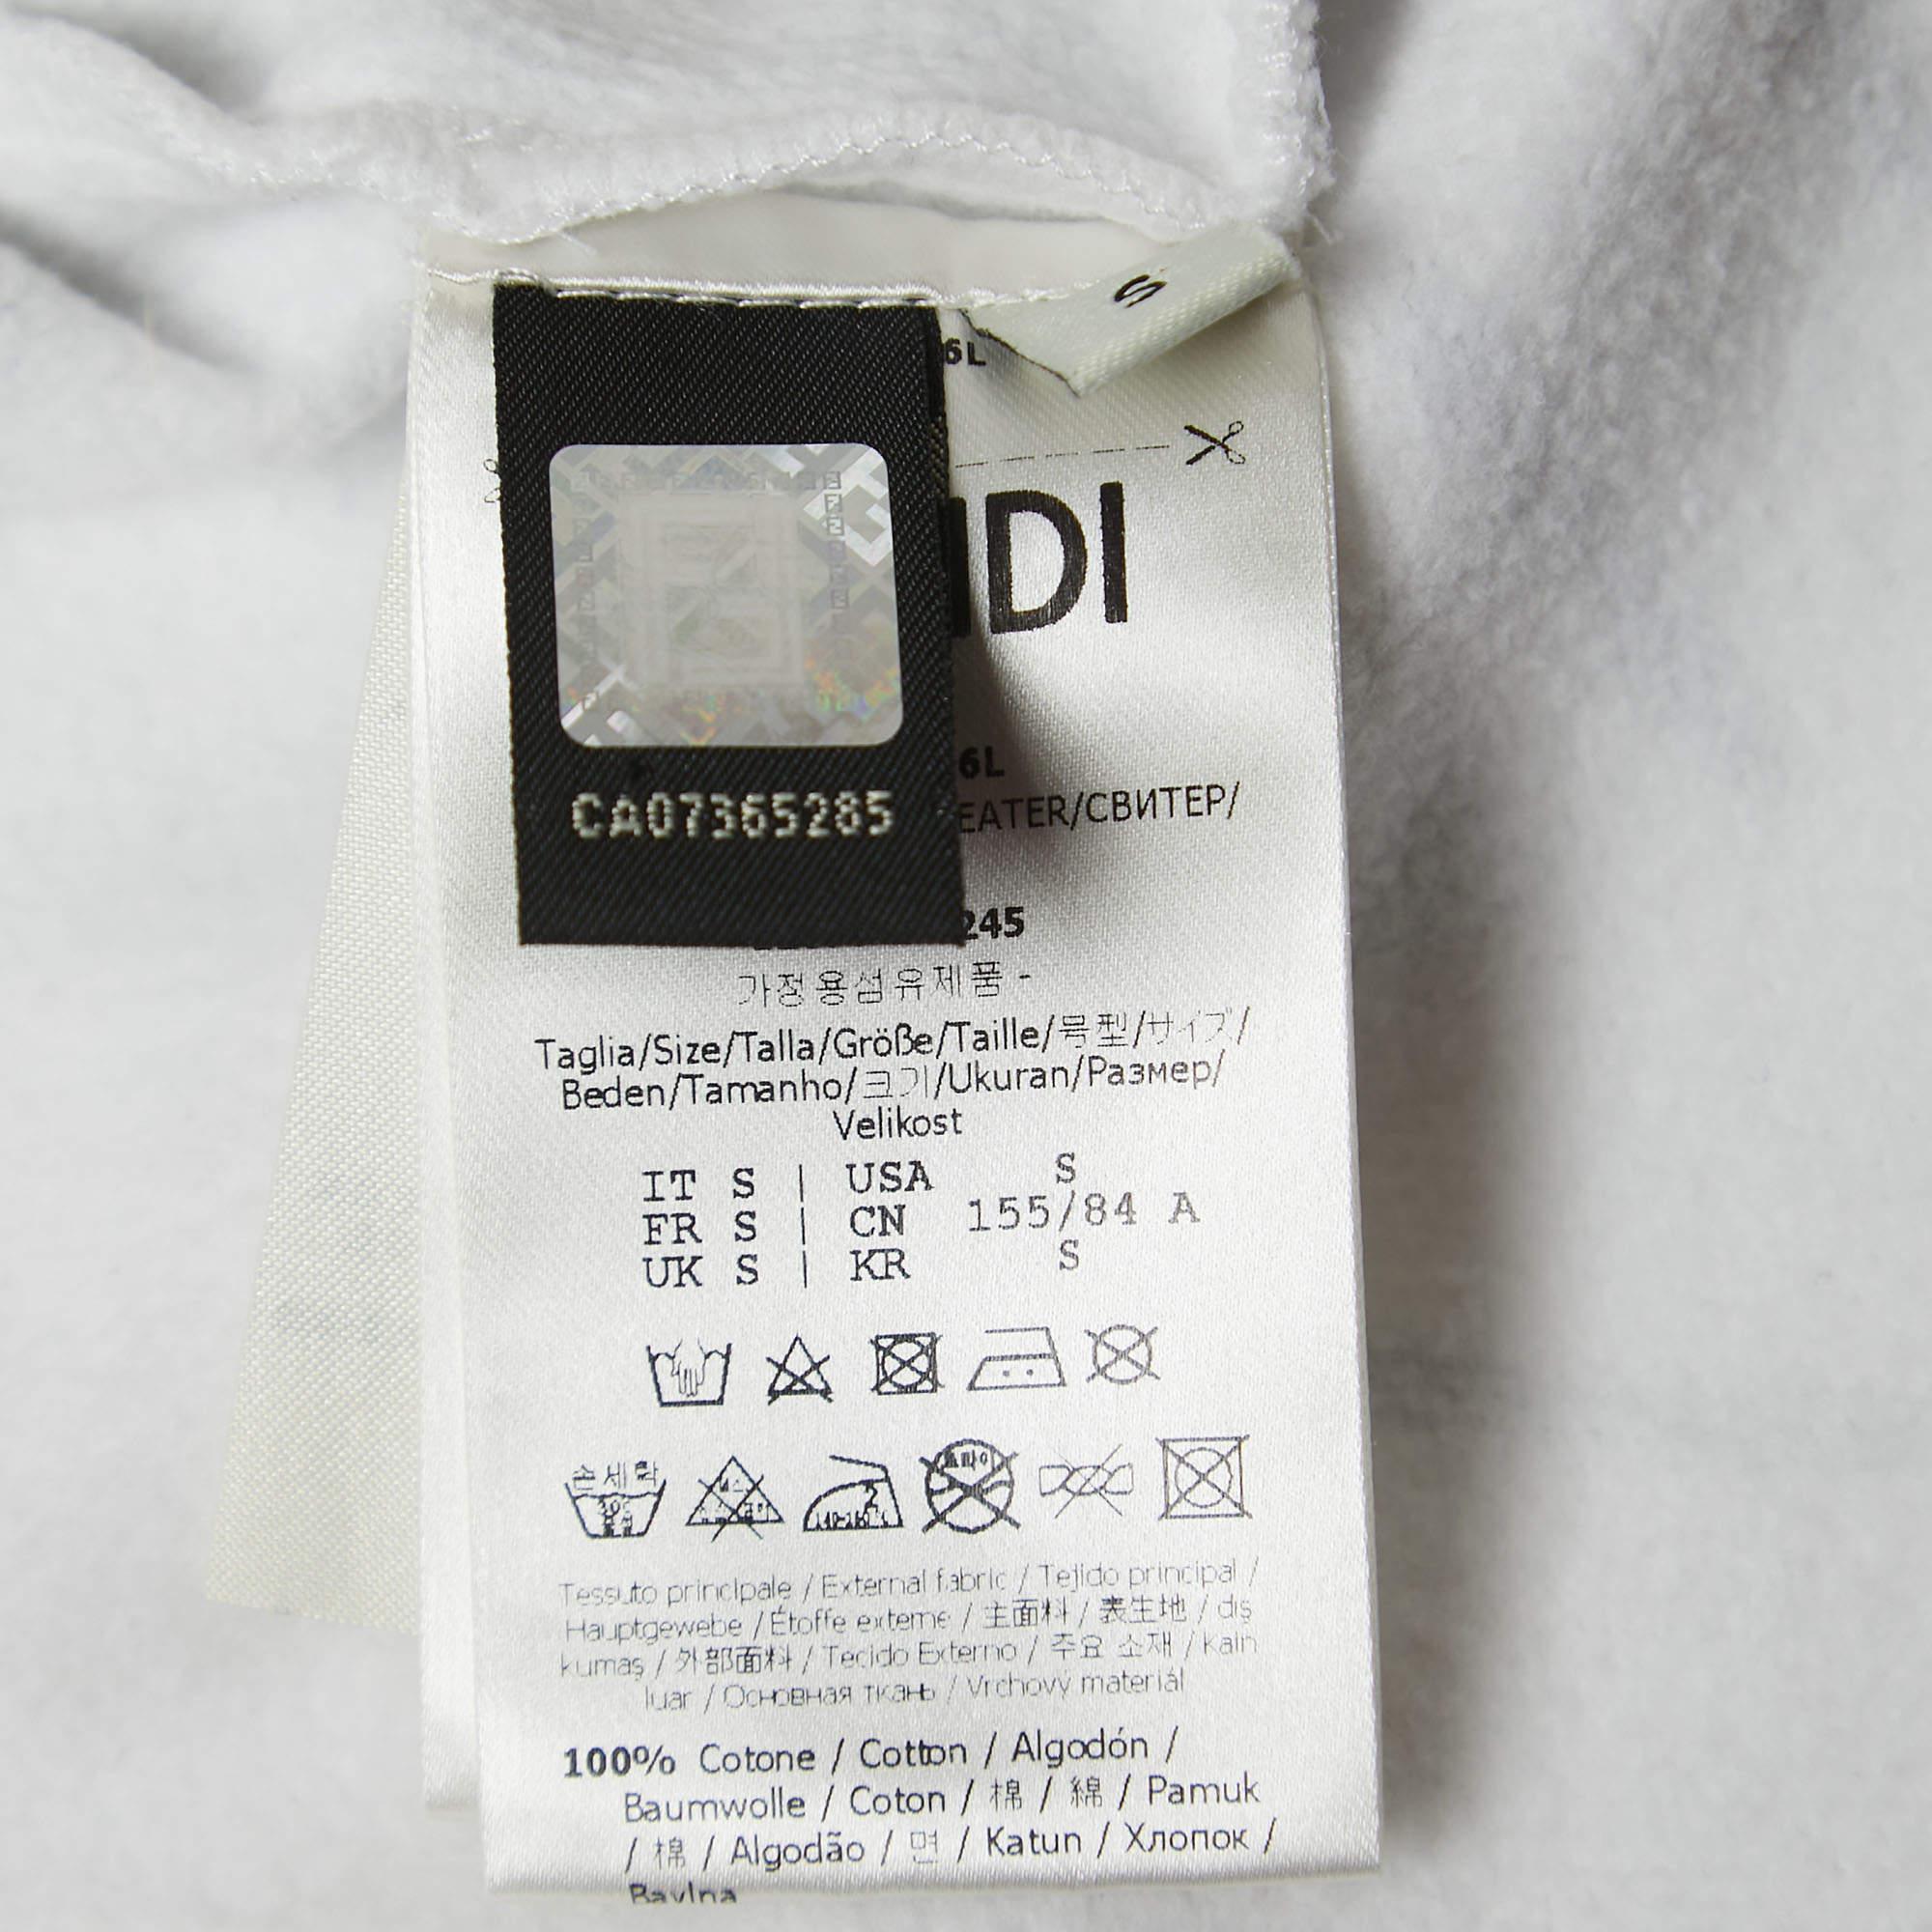 S
6L
DI
CA07365285
6L
EATER/СВИТЕР/
245
가정용섬유제품 -
Taglia/Size/Talla/Größe/Taille/号型/サイズ/
Beden/Tamanho/크기/Ukuran/Размер/
Velikost
IT S | USA S
FR S | CN 155/84 A
UK S | KR S
손세탁
Tessuto principale / External fabric / Tejido principal /
Hauptgewebe / Étoffe externe / 主面料 / 表生地 / dış
kumaş / 外部面料 / Tecido Externo / 주요 소재 / kain
luar / Основная ткань / Vrchový materiál
100% Cotone / Cotton / Algodón /
Baumwolle / Coton / 棉 / 綿 / Pamuk
/ 棉 / Algodão / 면 / Katun / Хлопок /
Bavlna